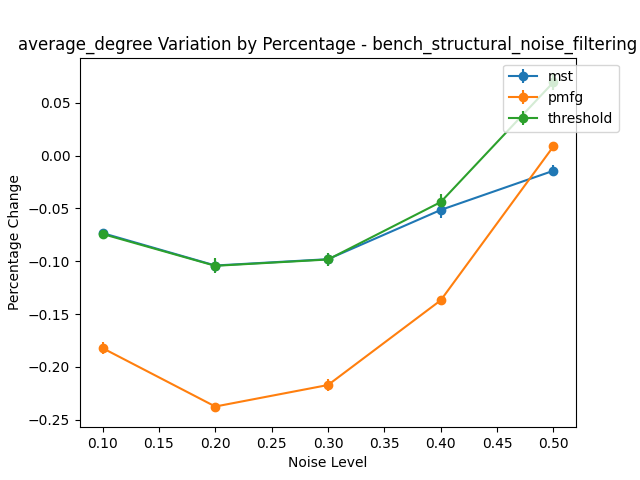 average_degree Variation by Percentage - bench_structural_noise_filtering
mst
pmfg
threshold
0.05
0.00
−0.05
−0.10
−0.15
−0.20
−0.25
Percentage Change
0.10 0.15 0.20 0.25 0.30 0.35 0.40 0.45 0.50
Noise Level